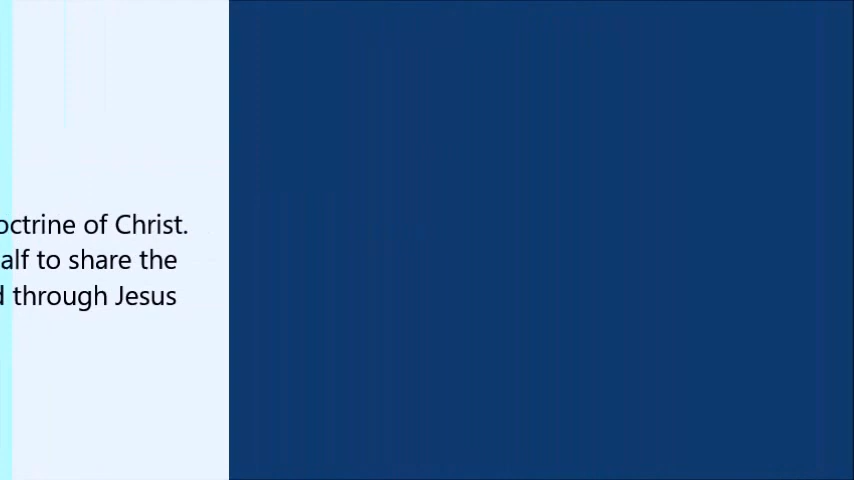 octrine of Christ.
alf to share the
d through Jesus